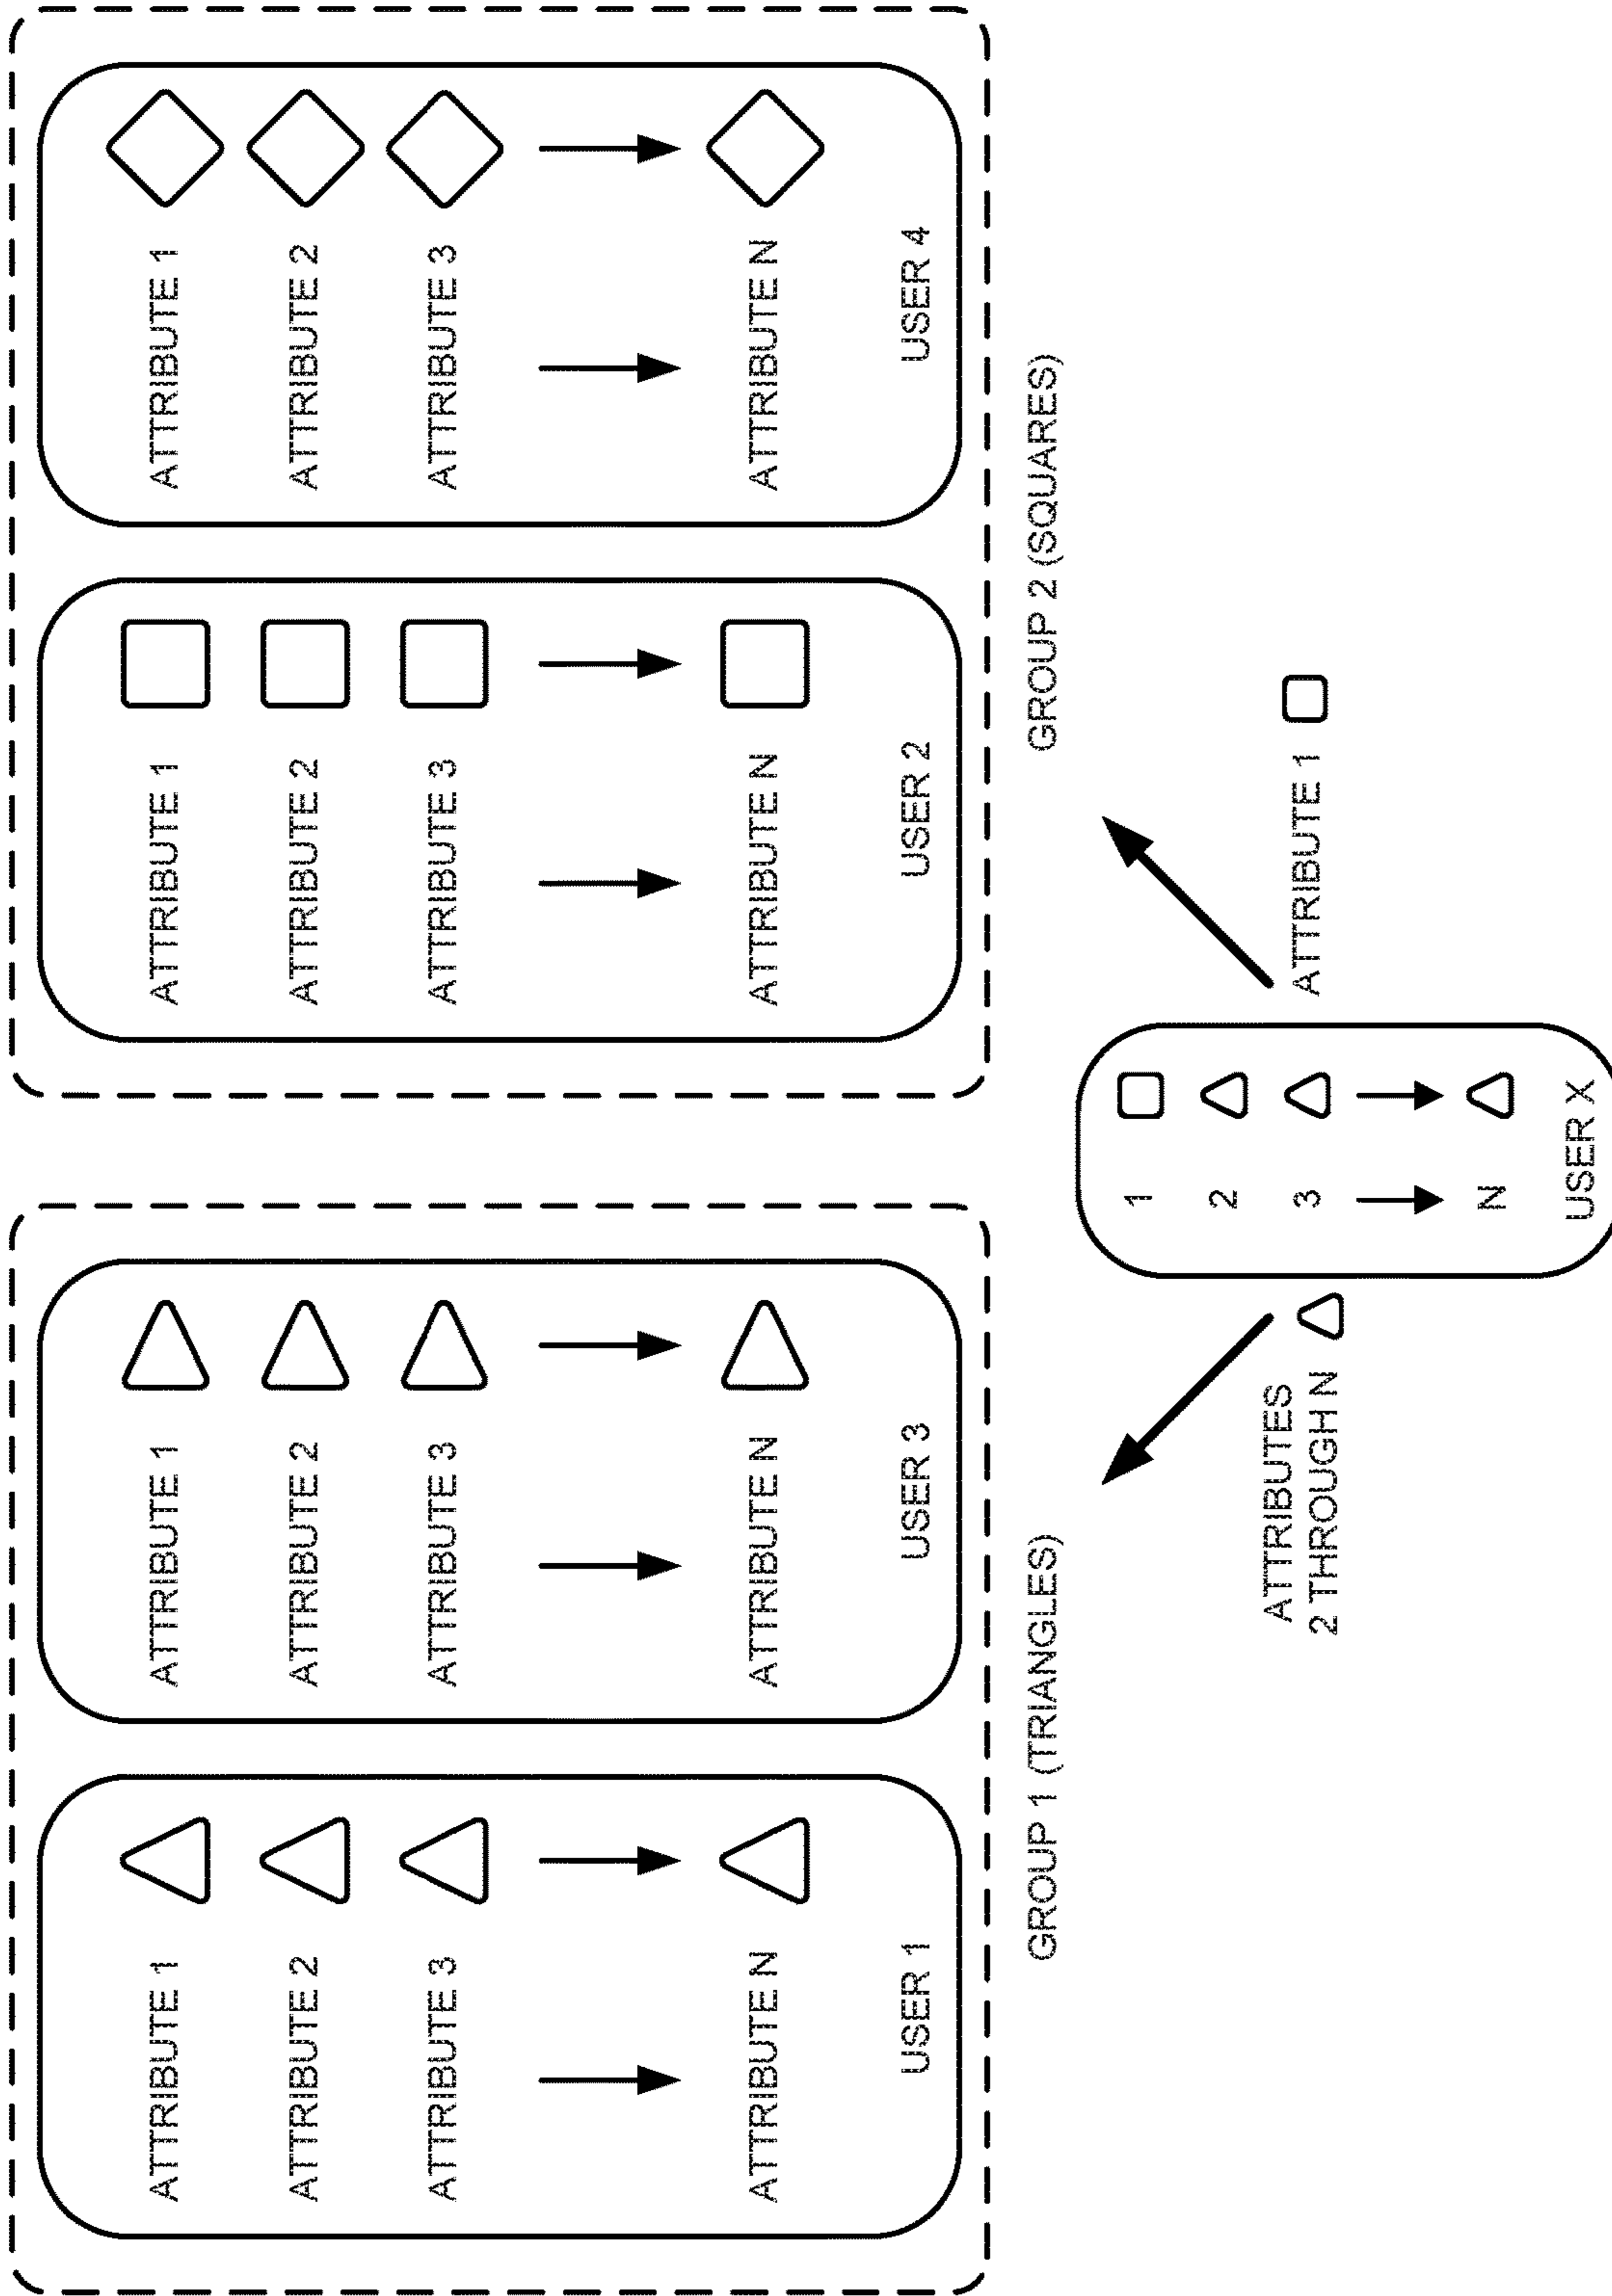 ATTRIBUTE 1
ATTRIBUTE 2
ATTRIBUTE 3
ATTRIBUTE N
USER 1
ATTRIBUTE 1
ATTRIBUTE 2
ATTRIBUTE 3
ATTRIBUTE N
USER 3
GROUP 1 (TRIANGLES)
ATTRIBUTE 1
ATTRIBUTE 2
ATTRIBUTE 3
ATTRIBUTE N
USER 2
ATTRIBUTE 1
ATTRIBUTE 2
ATTRIBUTE 3
ATTRIBUTE N
USER 4
GROUP 2 (SQUARES)
ATTRIBUTES
2 THROUGH N
1
2
3
N
USER X
ATTRIBUTE 1